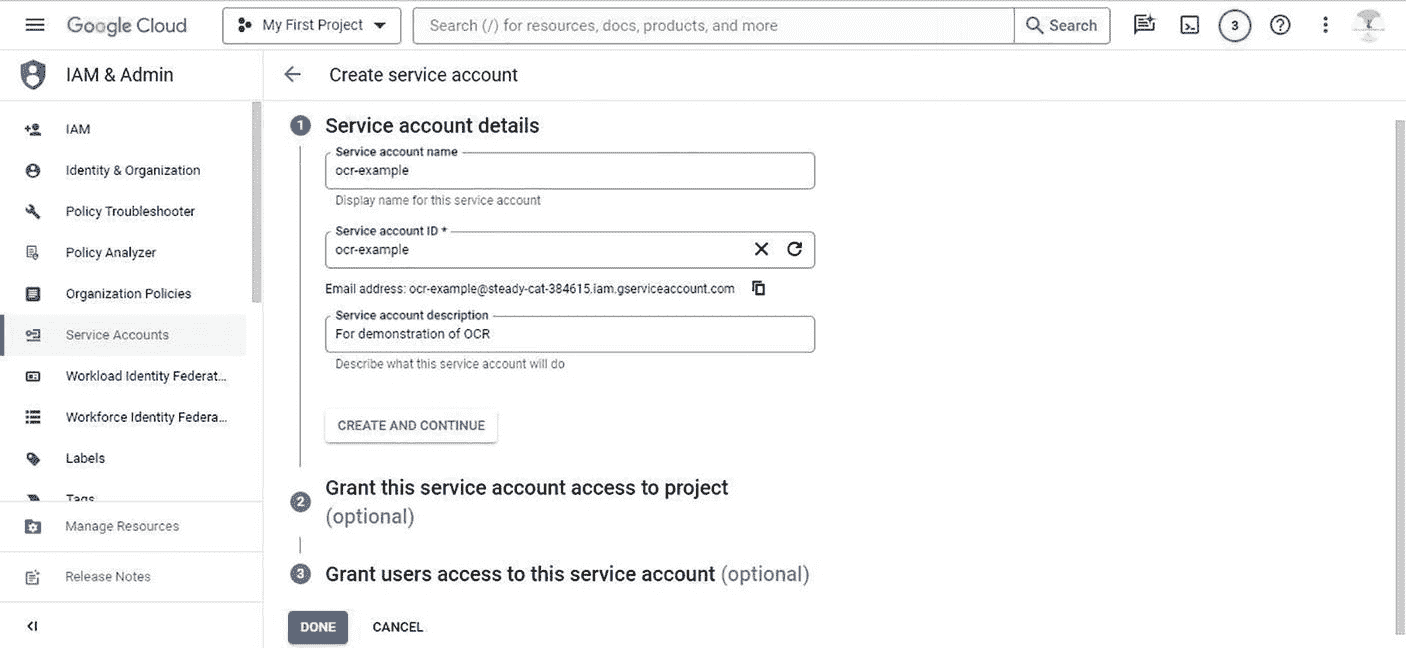 Google Cloud
My First Project
Search (/) for resources, docs, products, and more
Search
3
IAM & Admin
Create service account
IAM
Identity & Organization
Policy Troubleshooter
Policy Analyzer
Organization Policies
Service Accounts
Workload Identity Federat...
Workforce Identity Federa...
Labels
Tags
Manage Resources
Release Notes
1 Service account details
Service account name
ocr-example
Display name for this service account
Service account ID *
ocr-example
Email address: ocr-example@steady-cat-384615.iam.gserviceaccount.com
Service account description
For demonstration of OCR
Describe what this service account will do
CREATE AND CONTINUE
2 Grant this service account access to project
(optional)
3 Grant users access to this service account (optional)
DONE
CANCEL